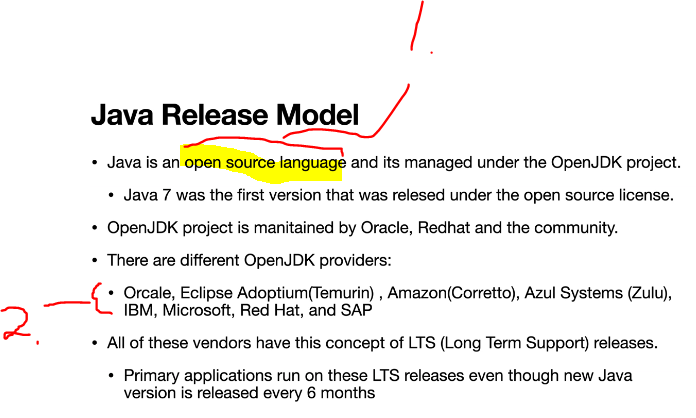 1.
Java Release Model
• Java is an open source language and its managed under the OpenJDK project.
• Java 7 was the first version that was relesed under the open source license.
• OpenJDK project is manitained by Oracle, Redhat and the community.
• There are different OpenJDK providers:
• Orcale, Eclipse Adoptium(Temurin) , Amazon(Corretto), Azul Systems (Zulu),
IBM, Microsoft, Red Hat, and SAP
2.
• All of these vendors have this concept of LTS (Long Term Support) releases.
• Primary applications run on these LTS releases even though new Java
version is released every 6 months